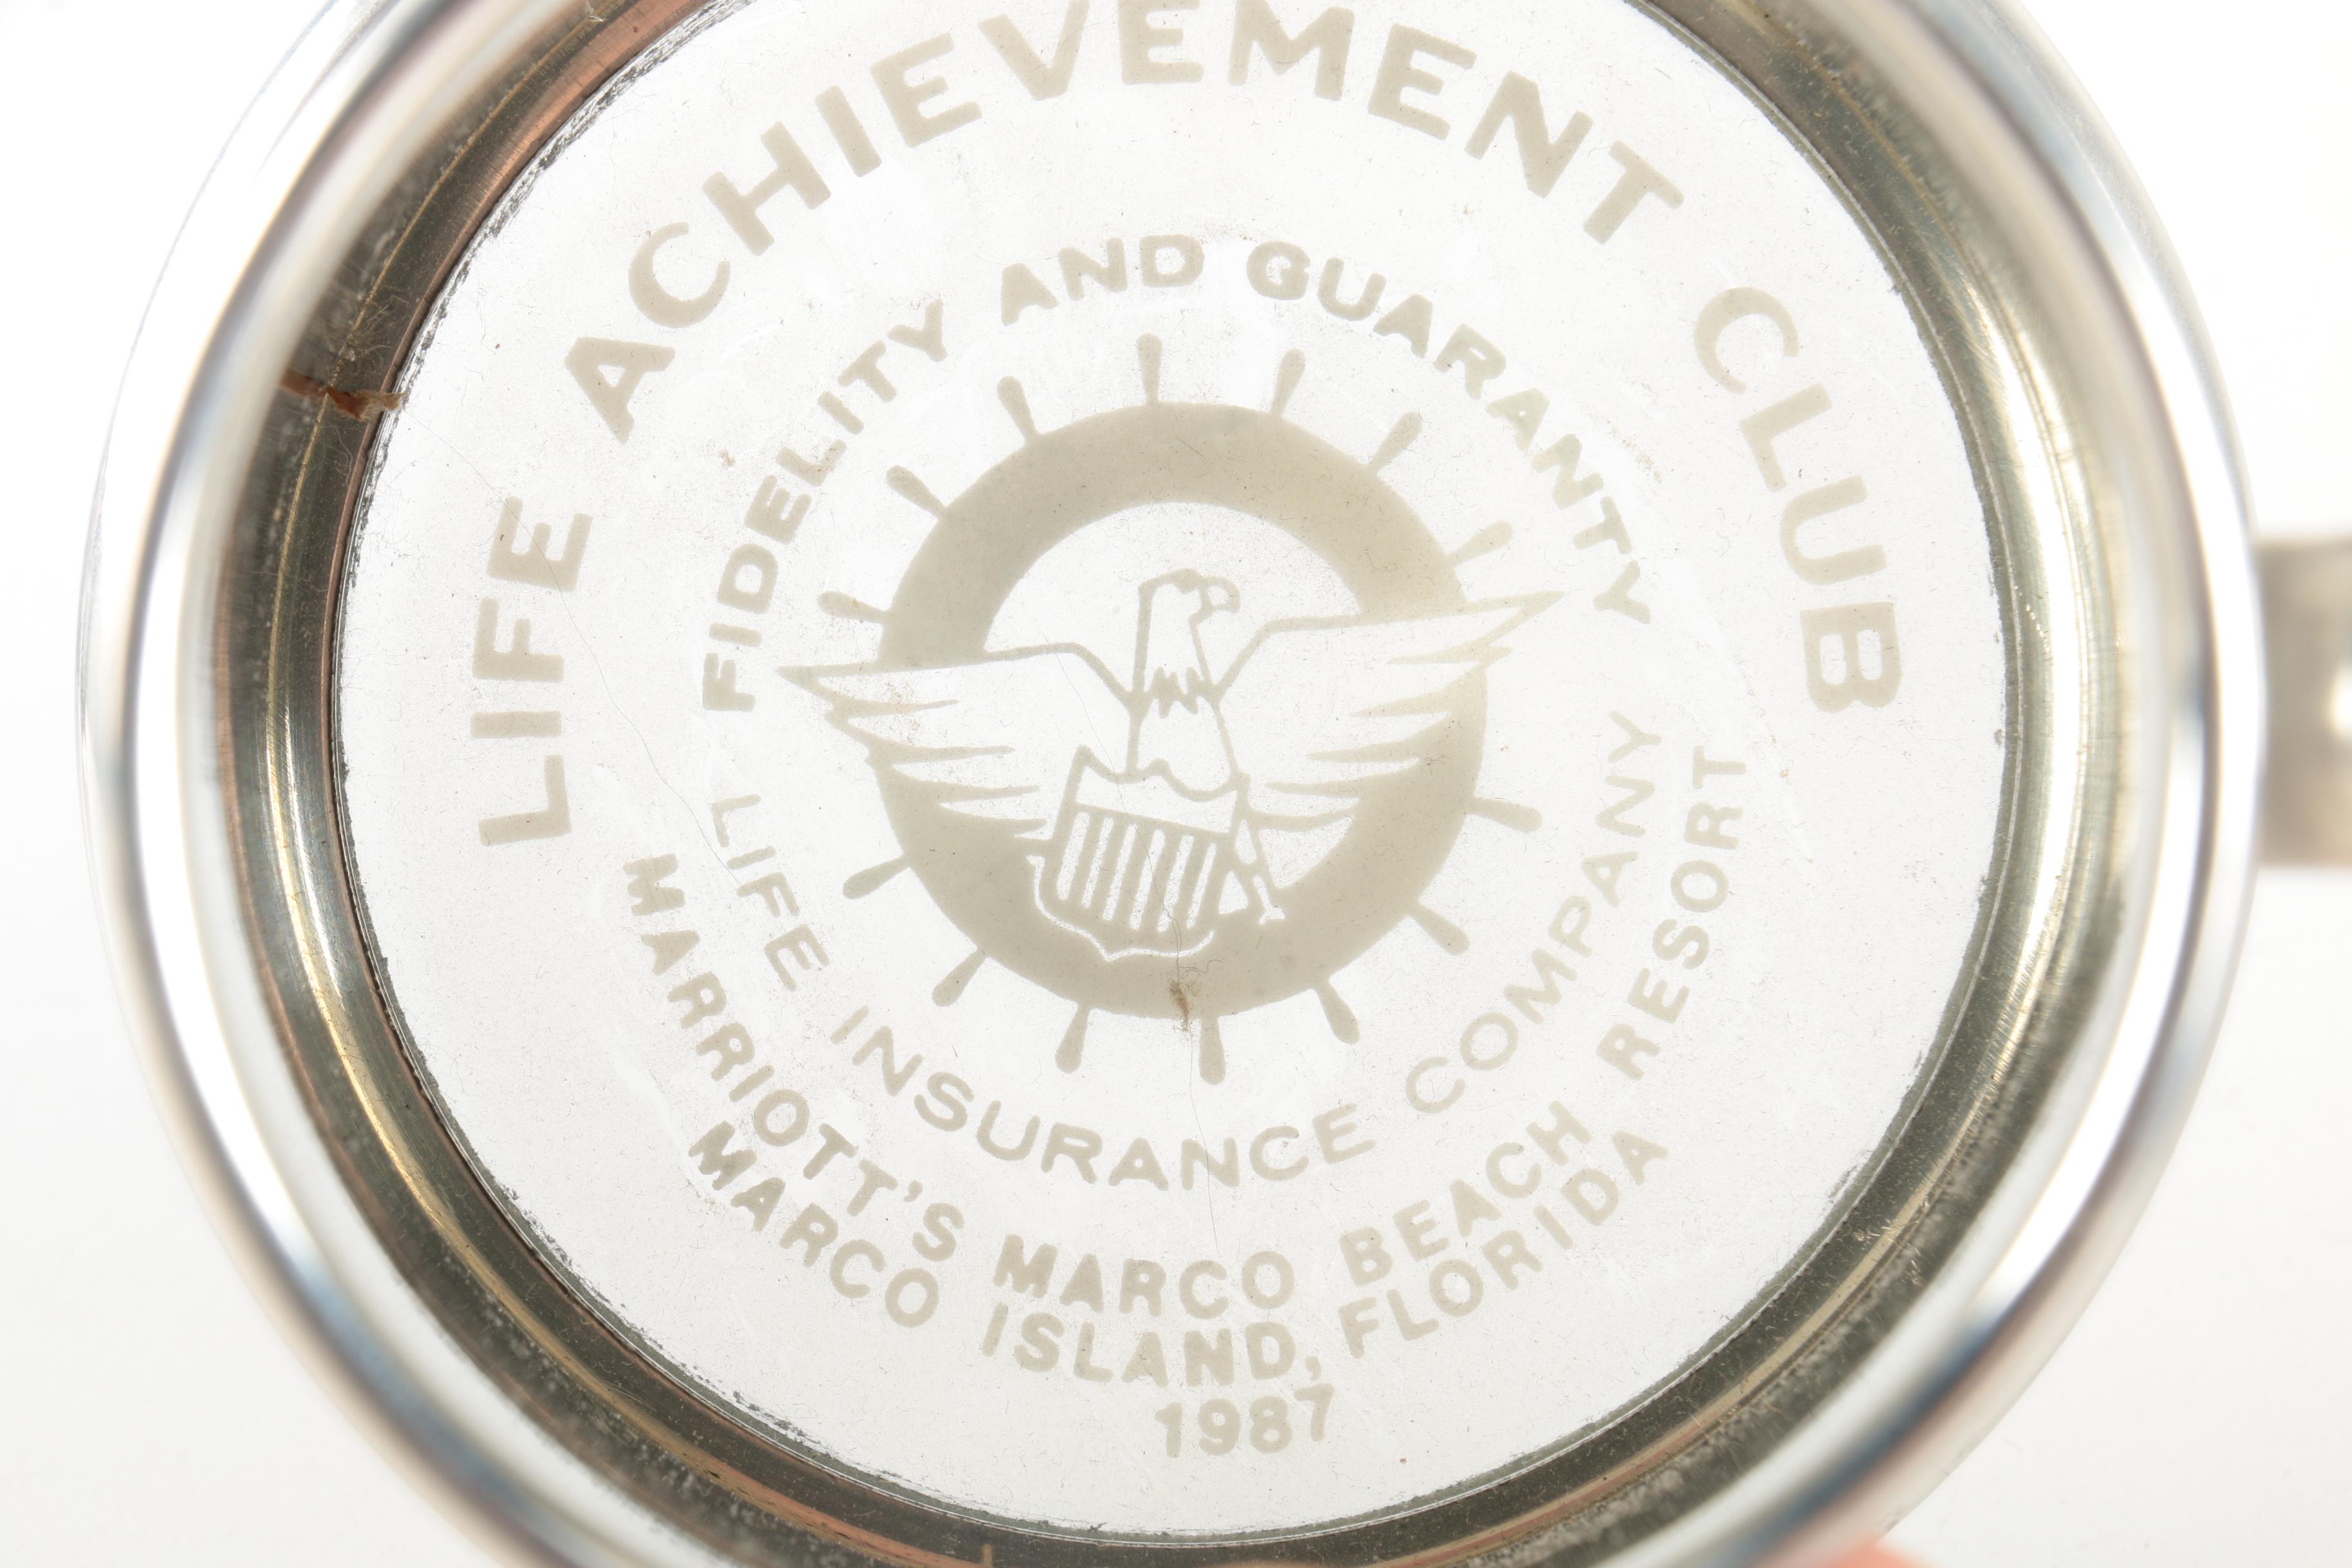 LIFE ACHIEVEMENT CLUB
FIDELITY AND GUARANTY
LIFE INSURANCE COMPANY
MARRIOTT'S MARCO BEACH RESORT
MARCO ISLAND, FLORIDA
1987